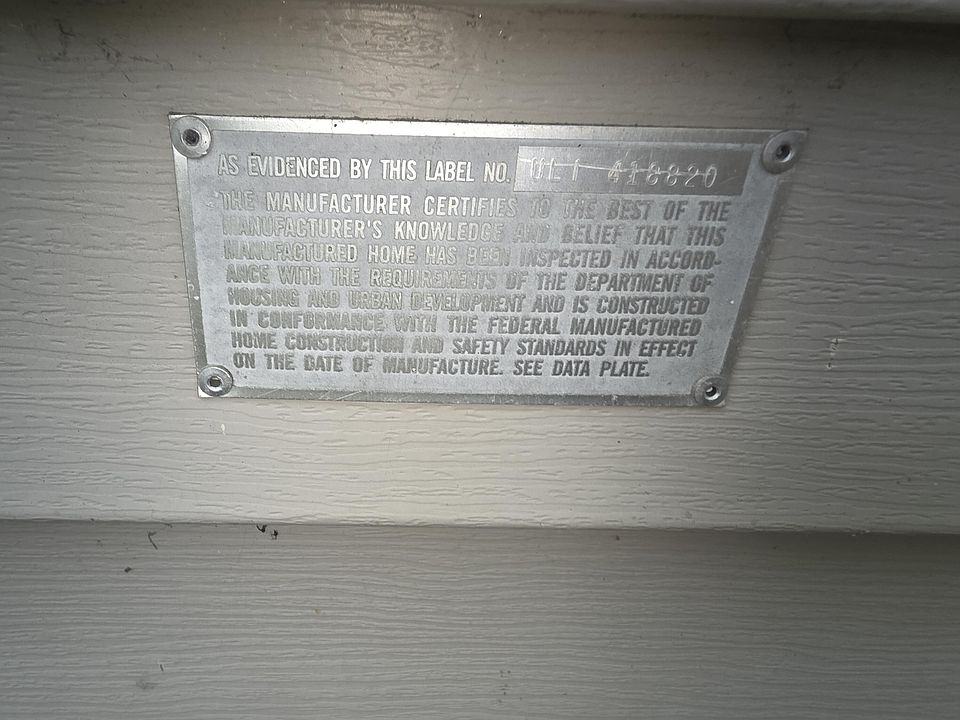 AS EVIDENCED BY THIS LABEL NO. ULI 418820
THE MANUFACTURER CERTIFIES TO THE BEST OF THE
MANUFACTURER'S KNOWLEDGE AND BELIEF THAT THIS
MANUFACTURED HOME HAS BEEN INSPECTED IN ACCORD-
ANCE WITH THE REQUIREMENTS OF THE DEPARTMENT OF
HOUSING AND URBAN DEVELOPMENT AND IS CONSTRUCTED
IN CONFORMANCE WITH THE FEDERAL MANUFACTURED
HOME CONSTRUCTION AND SAFETY STANDARDS IN EFFECT
ON THE DATE OF MANUFACTURE. SEE DATA PLATE.